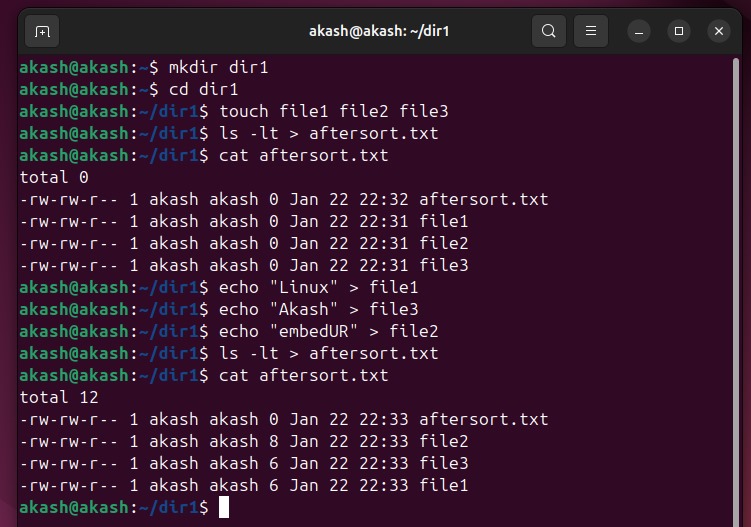 akash@akash: ~/dir1
akash@akash:~$ mkdir dir1
akash@akash:~$ cd dir1
akash@akash:~/dir1$ touch file1 file2 file3
akash@akash:~/dir1$ ls -lt > aftersort.txt
akash@akash:~/dir1$ cat aftersort.txt
total 0
-rw-rw-r-- 1 akash akash 0 Jan 22 22:32 aftersort.txt
-rw-rw-r-- 1 akash akash 0 Jan 22 22:31 file1
-rw-rw-r-- 1 akash akash 0 Jan 22 22:31 file2
-rw-rw-r-- 1 akash akash 0 Jan 22 22:31 file3
akash@akash:~/dir1$ echo "Linux" > file1
akash@akash:~/dir1$ echo "Akash" > file3
akash@akash:~/dir1$ echo "embedUR" > file2
akash@akash:~/dir1$ ls -lt > aftersort.txt
akash@akash:~/dir1$ cat aftersort.txt
total 12
-rw-rw-r-- 1 akash akash 0 Jan 22 22:33 aftersort.txt
-rw-rw-r-- 1 akash akash 8 Jan 22 22:33 file2
-rw-rw-r-- 1 akash akash 6 Jan 22 22:33 file3
-rw-rw-r-- 1 akash akash 6 Jan 22 22:33 file1
akash@akash:~/dir1$